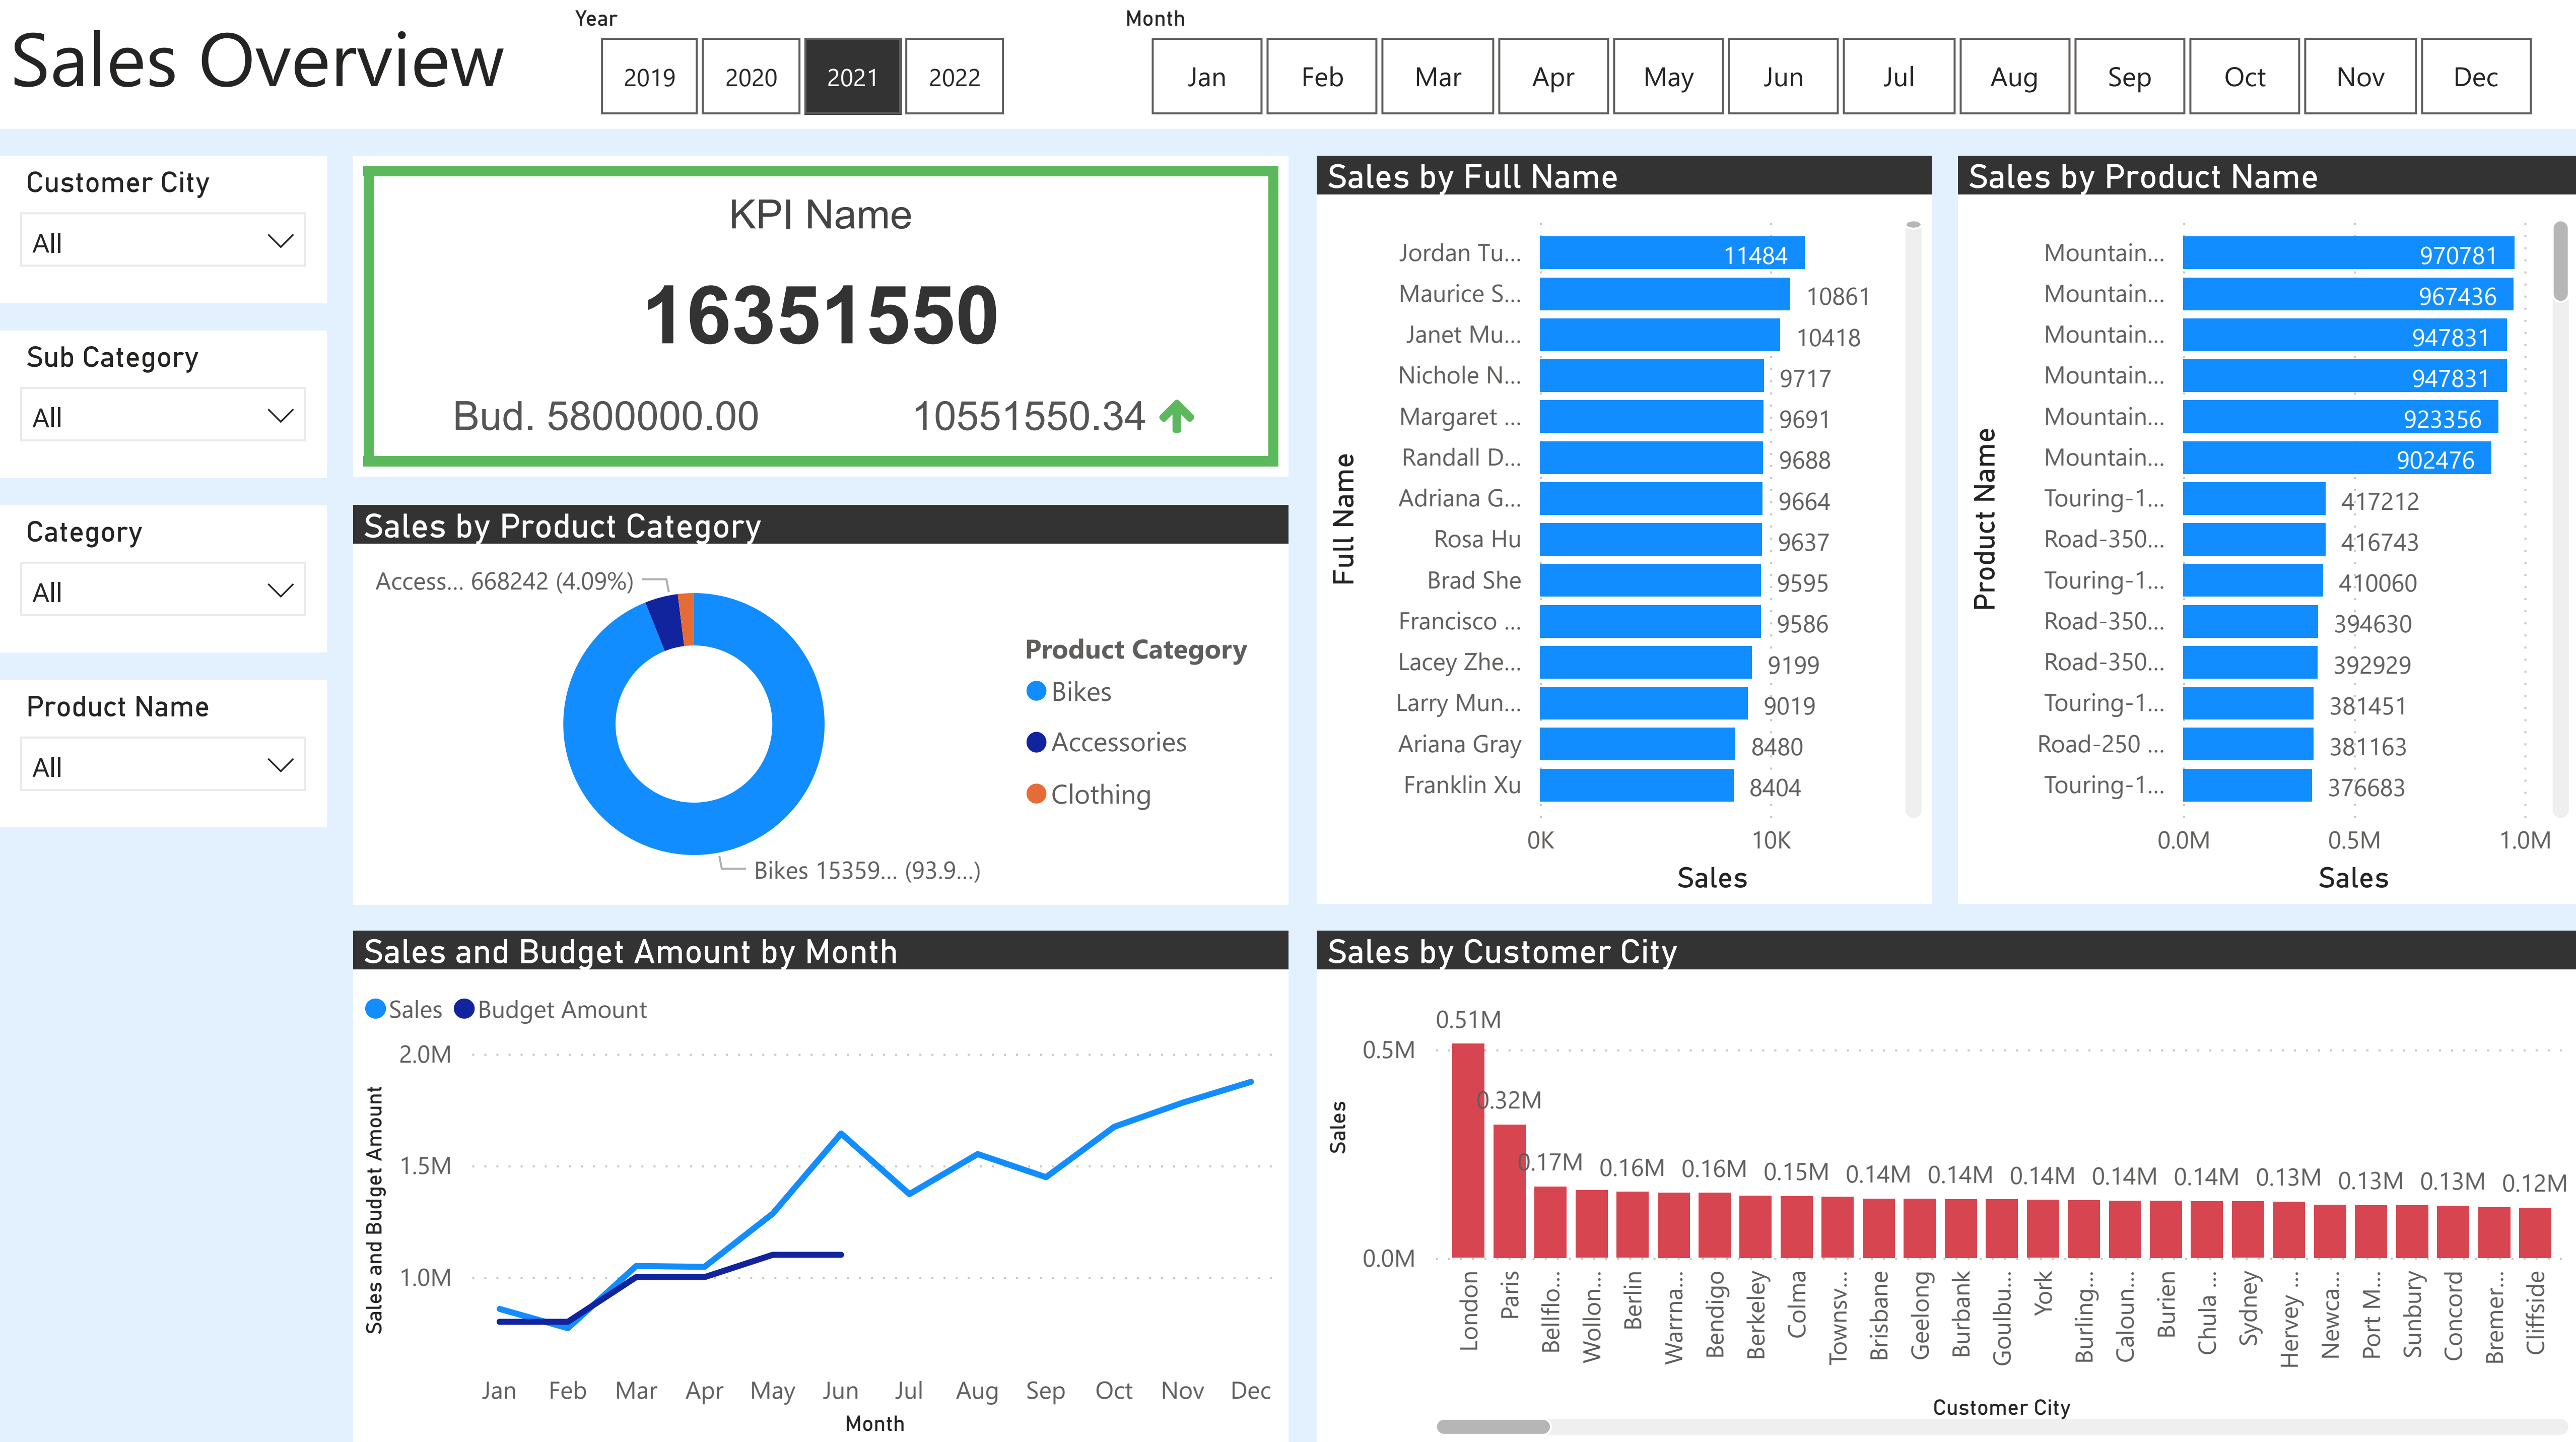 Sales Overview
Year
2019 2020 2021 2022
Month
Jan Feb Mar Apr May Jun Jul Aug Sep Oct Nov Dec
Customer City
All
Sub Category
All
Category
All
Product Name
All
KPI Name
16351550
Bud. 5800000.00 10551550.34
Sales by Product Category
Access... 668242 (4.09%)
Bikes 15359... (93.9...)
Product Category
Bikes
Accessories
Clothing
Sales by Full Name
Full Name
Jordan Tu... 11484
Maurice S... 10861
Janet Mu... 10418
Nichole N... 9717
Margaret ... 9691
Randall D... 9688
Adriana G... 9664
Rosa Hu 9637
Brad She 9595
Francisco ... 9586
Lacey Zhe... 9199
Larry Mun... 9019
Ariana Gray 8480
Franklin Xu 8404
0K 10K
Sales
Sales by Product Name
Product Name
Mountain... 970781
Mountain... 967436
Mountain... 947831
Mountain... 947831
Mountain... 923356
Mountain... 902476
Touring-1... 417212
Road-350... 416743
Touring-1... 410060
Road-350... 394630
Road-350... 392929
Touring-1... 381451
Road-250 ... 381163
Touring-1... 376683
0.0M 0.5M 1.0M
Sales
Sales and Budget Amount by Month
Sales Budget Amount
Sales and Budget Amount
2.0M
1.5M
1.0M
Jan Feb Mar Apr May Jun Jul Aug Sep Oct Nov Dec
Month
Sales by Customer City
Sales
0.5M
0.0M
0.51M 0.32M 0.17M 0.16M 0.16M 0.15M 0.14M 0.14M 0.14M 0.14M 0.14M 0.13M 0.13M 0.13M 0.12M
London Paris Bellflo... Wollon... Berlin Warna... Bendigo Berkeley Colma Townsv... Brisbane Geelong Burbank Goulbu... York Burling... Caloun... Burien Chula ... Sydney Hervey ... Newca... Port M... Sunbury Concord Bremer... Cliffside
Customer City